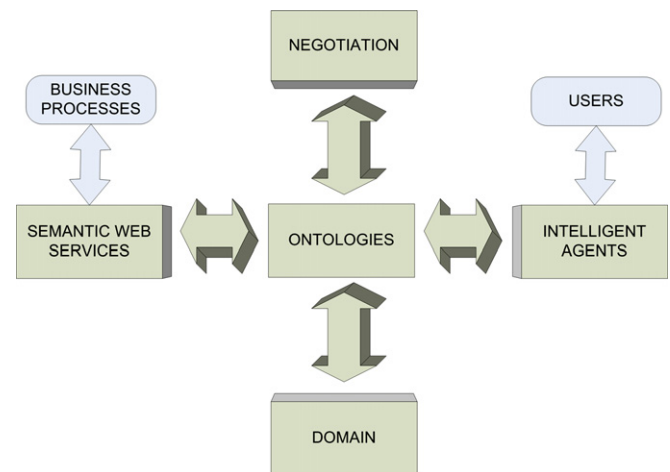 NEGOTIATION
BUSINESS
PROCESSES
USERS
SEMANTIC WEB
SERVICES
ONTOLOGIES
INTELLIGENT
AGENTS
DOMAIN